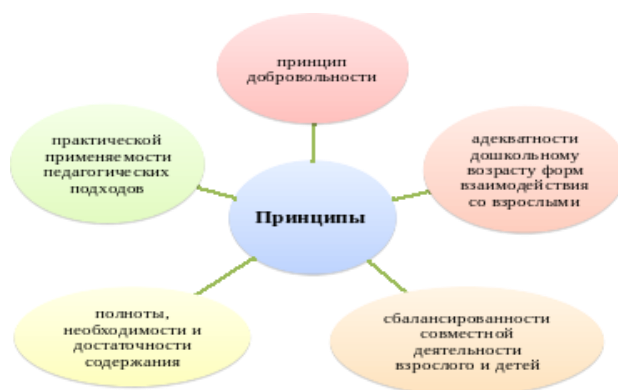 принцип
добровольности
практической
применяемости
педагогических
подходов
адекватности
дошкольному
возрасту форм
взаимодействия
со взрослыми
Принципы
полноты,
необходимости и
достаточности
содержания
сбалансированности
совместной
деятельности
взрослого и детей